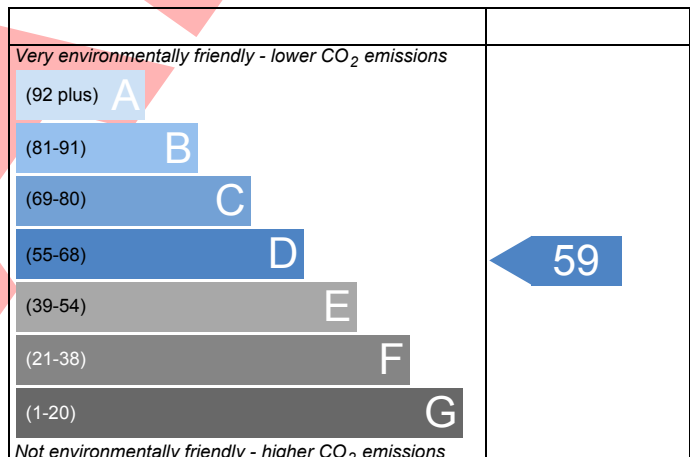 Very environmentally friendly - lower CO2 emissions
(92 plus) A
(81-91) B
(69-80) C
(55-68) D
59
(39-54) E
(21-38) F
(1-20) G
Not environmentally friendly - higher CO2 emissions